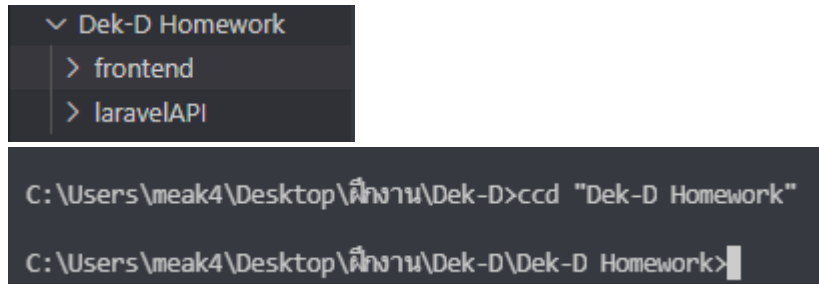 Dek-D Homework
frontend
laravelAPI
C:\Users\meak4\Desktop\ฝึกงาน\Dek-D>ccd "Dek-D Homework"
C:\Users\meak4\Desktop\ฝึกงาน\Dek-D\Dek-D Homework>